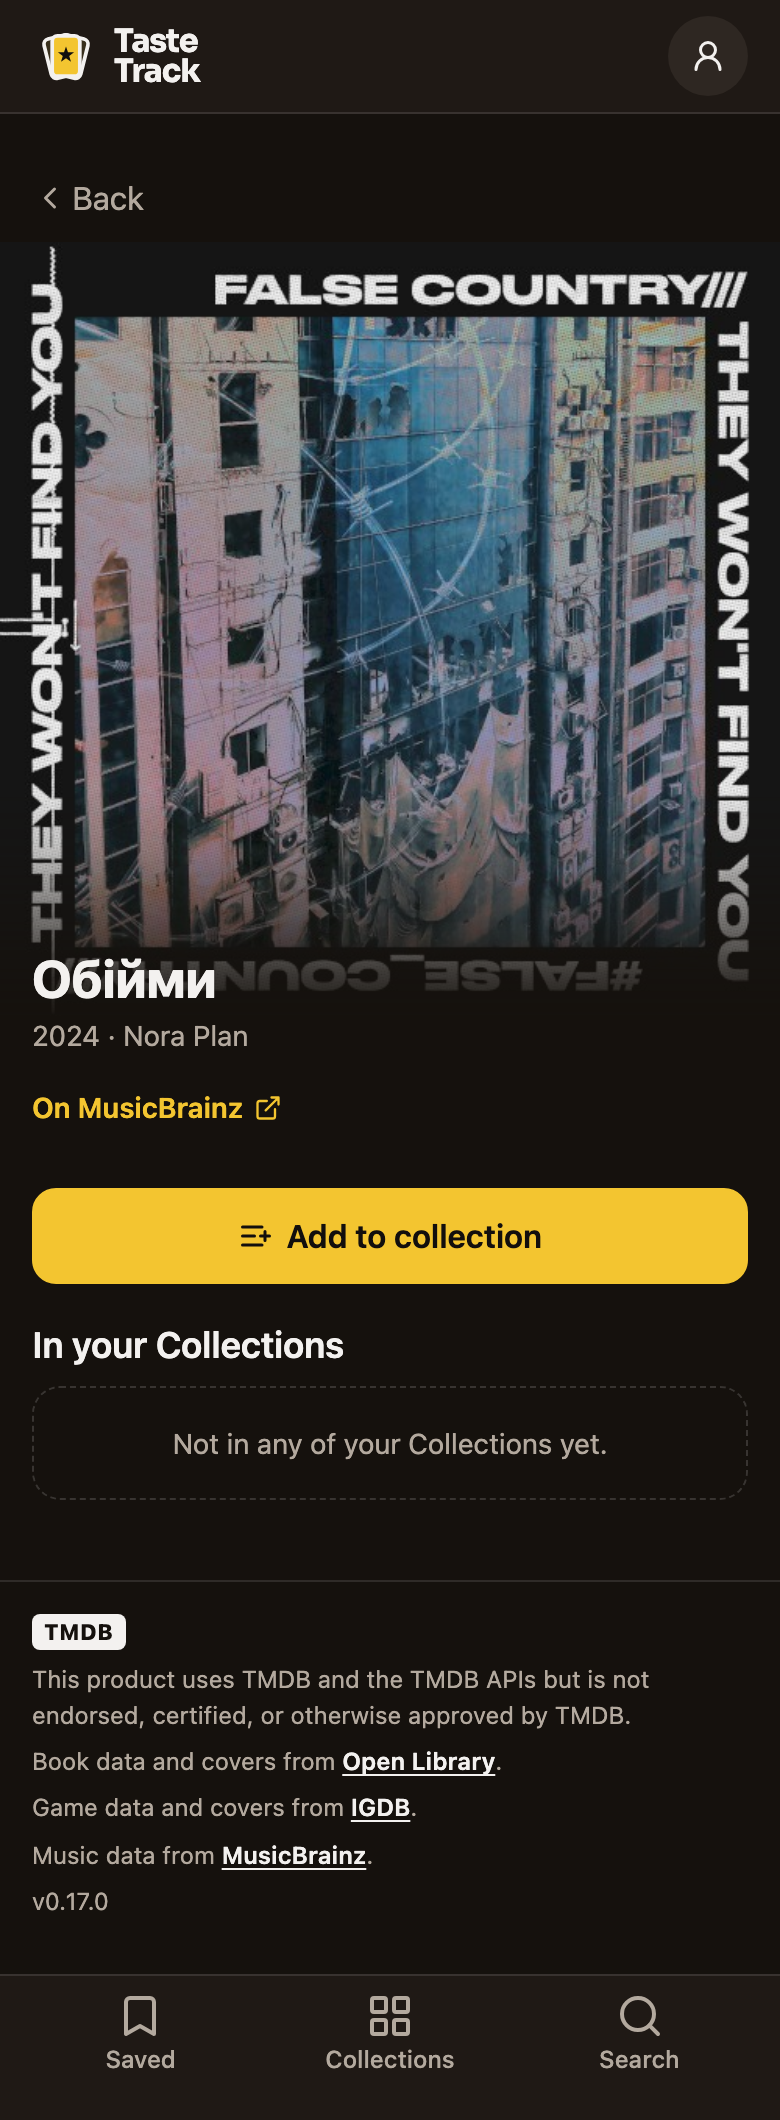 Taste
Track
Back
FALSE COUNTRY///
THEY WON'T FIND YOU
THEY WON'T FIND YOU
#FALSE_COUNT
Обійми
2024 · Nora Plan
On MusicBrainz
Add to collection
In your Collections
Not in any of your Collections yet.
TMDB
This product uses TMDB and the TMDB APIs but is not
endorsed, certified, or otherwise approved by TMDB.
Book data and covers from Open Library.
Game data and covers from IGDB.
Music data from MusicBrainz.
v0.17.0
Saved
Collections
Search